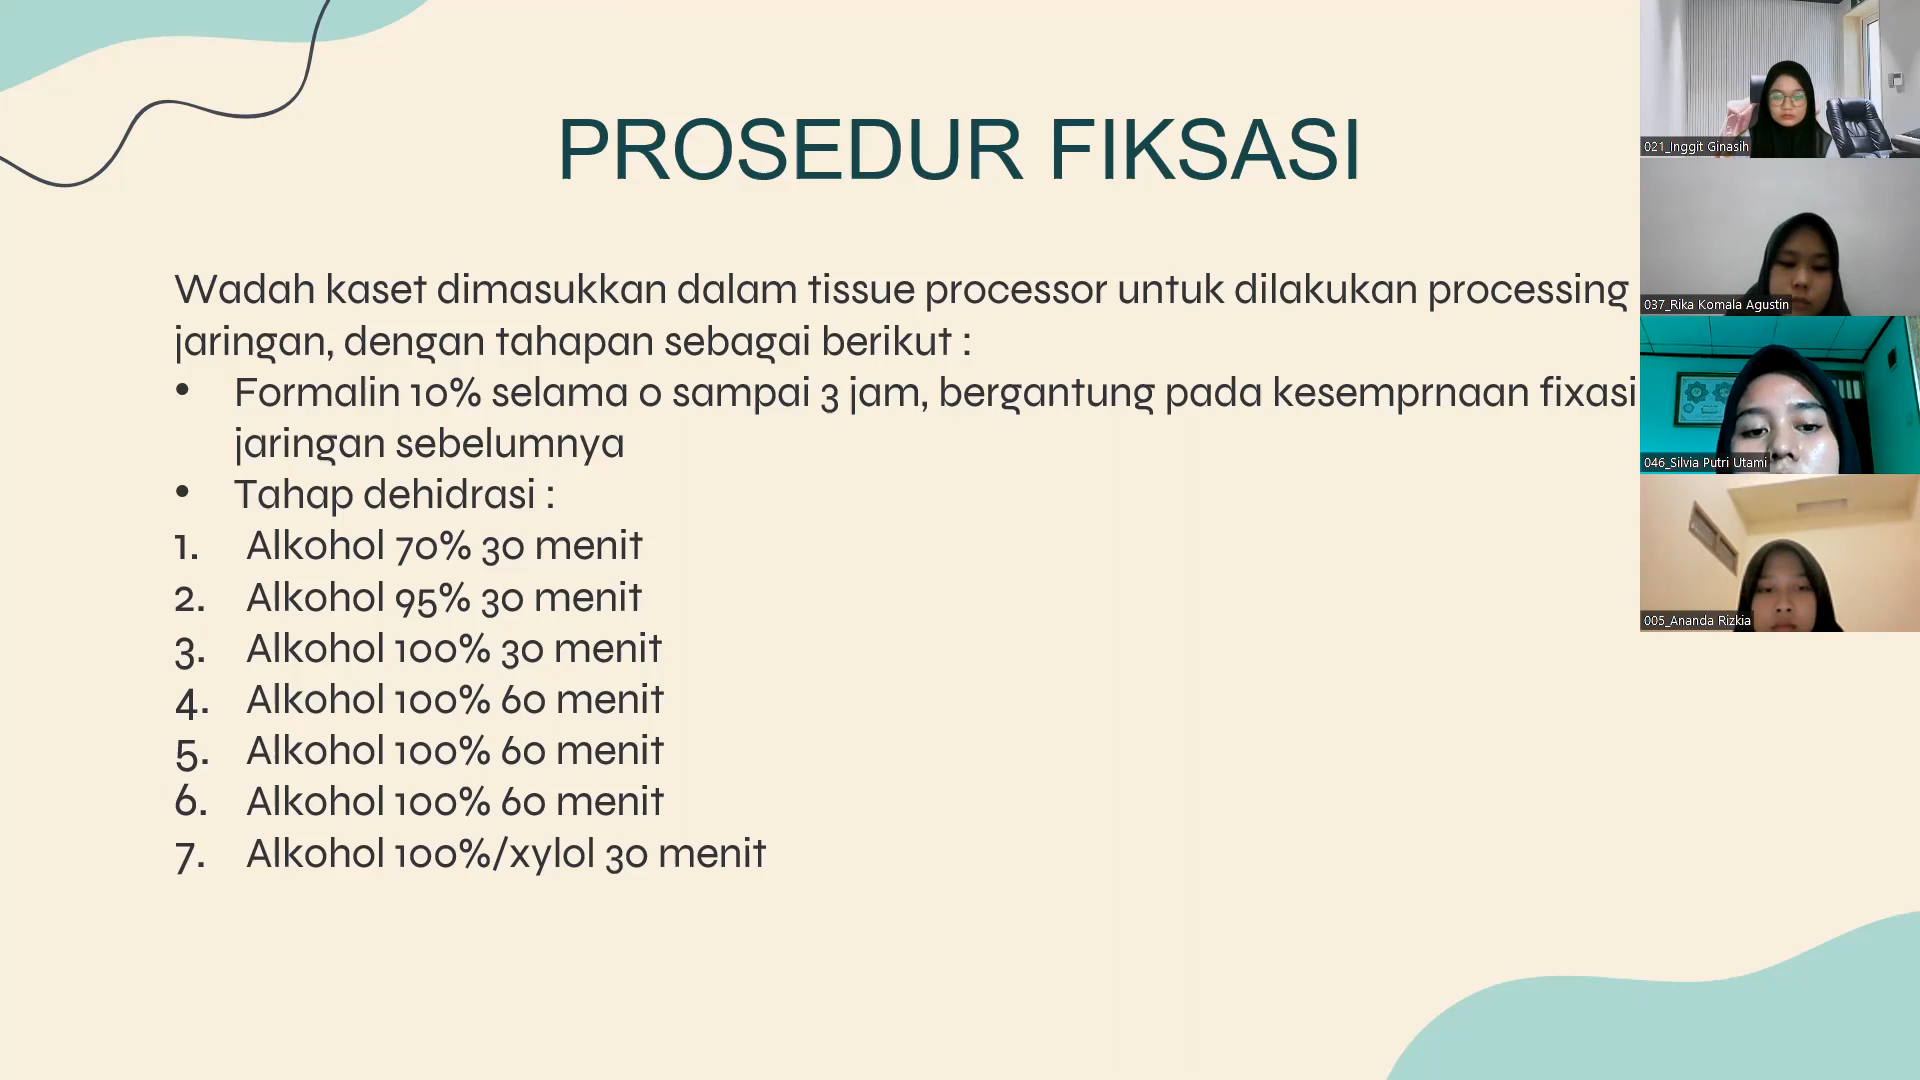 PROSEDUR FIKSASI
Wadah kaset dimasukkan dalam tissue processor untuk dilakukan processing
jaringan, dengan tahapan sebagai berikut :
• Formalin 10% selama 0 sampai 3 jam, bergantung pada kesemprnaan fixasi
jaringan sebelumnya
• Tahap dehidrasi :
1. Alkohol 70% 30 menit
2. Alkohol 95% 30 menit
3. Alkohol 100% 30 menit
4. Alkohol 100% 60 menit
5. Alkohol 100% 60 menit
6. Alkohol 100% 60 menit
7. Alkohol 100%/xylol 30 menit
021_Inggit Ginasih
037_Rika Komala Agustin
046_Silvia Putri Utami
005_Ananda Rizkia